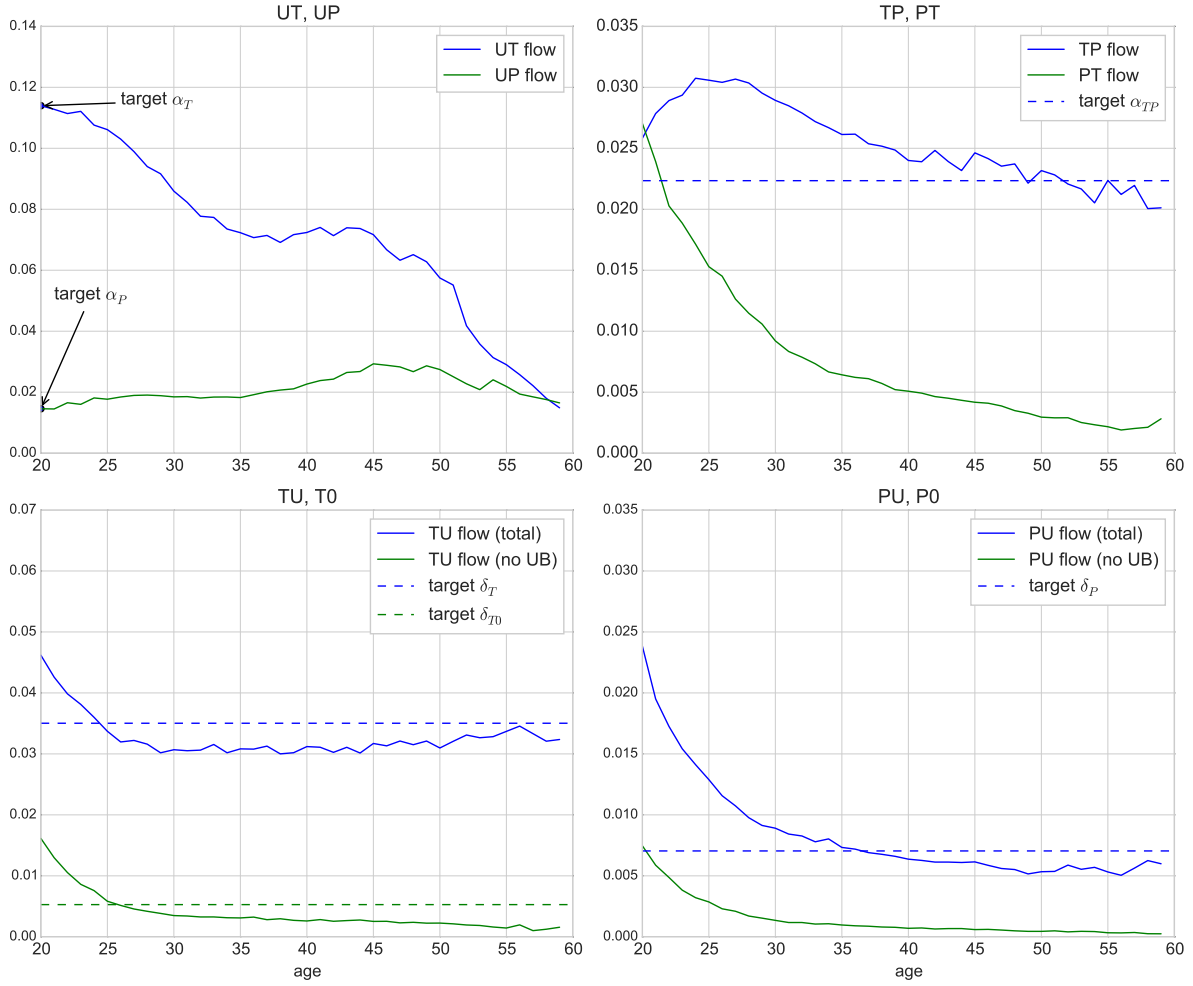 UT, UP
0.14
0.12
0.10
0.08
0.06
0.04
0.02
0.00
20 25 30 35 40 45 50 55 60
UT flow
UP flow
target α_T
target α_P
TP, PT
0.035
0.030
0.025
0.020
0.015
0.010
0.005
0.000
20 25 30 35 40 45 50 55 60
TP flow
PT flow
target α_TP
TU, T0
0.07
0.06
0.05
0.04
0.03
0.02
0.01
0.00
20 25 30 35 40 45 50 55 60
age
TU flow (total)
TU flow (no UB)
target δ_T
target δ_T0
PU, P0
0.035
0.030
0.025
0.020
0.015
0.010
0.005
0.000
20 25 30 35 40 45 50 55 60
age
PU flow (total)
PU flow (no UB)
target δ_P